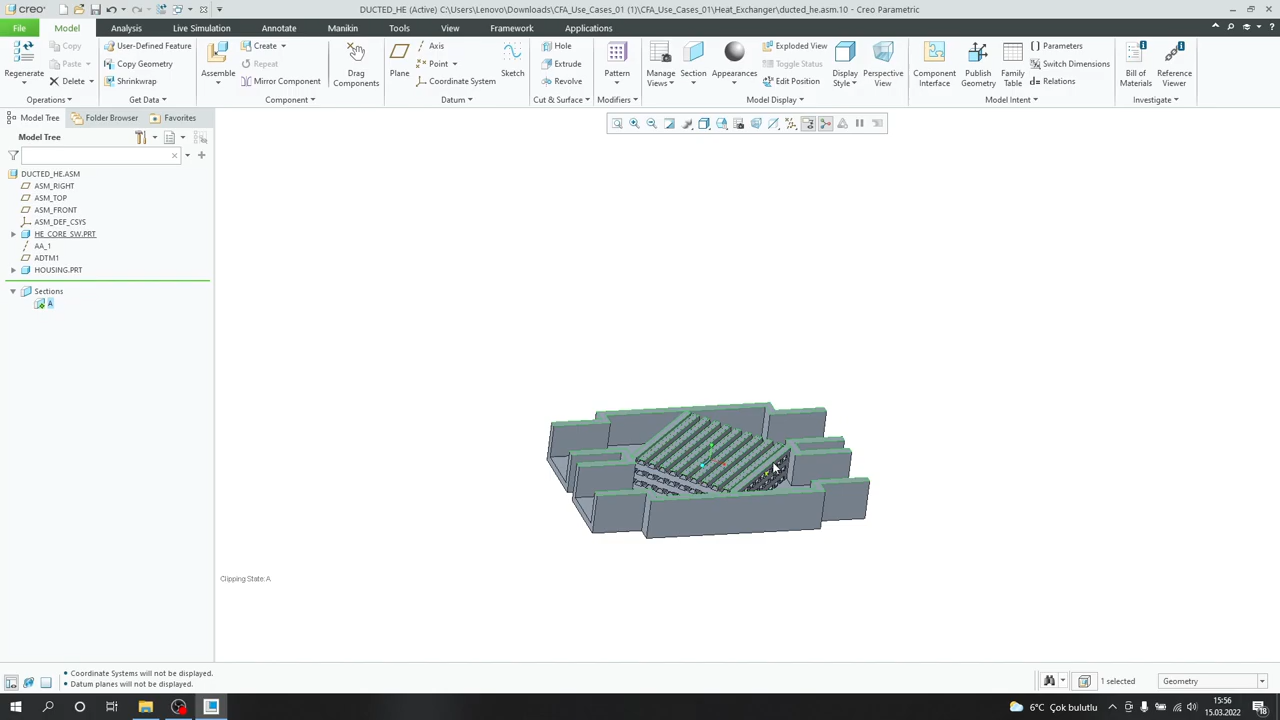 creo DUCTED_HE (Active) C:\Users\Lenovo\Downloads\CFA_Use_Cases_01 (1)\CFA_Use_Cases_01\Heat_Exchanger\ducted_he.asm.10 - Creo Parametric
File Model Analysis Live Simulation Annotate Manikin Tools View Framework Applications
Regenerate Copy Paste Delete
Operations
User-Defined Feature Copy Geometry Shrinkwrap
Get Data
Assemble Create Repeat Mirror Component
Drag Components
Component
Plane Axis Point Coordinate System Sketch
Datum
Hole Extrude Revolve
Cut & Surface
Pattern
Modifiers
Manage Views Section Appearances Exploded View Toggle Status Edit Position Display Style Perspective View
Model Display
Component Interface Publish Geometry Family Table Parameters Switch Dimensions Relations
Model Intent
Bill of Materials Reference Viewer
Investigate
Model Tree Folder Browser Favorites
Model Tree
DUCTED_HE.ASM
ASM_RIGHT
ASM_TOP
ASM_FRONT
ASM_DEF_CSYS
HE_CORE_SW.PRT
AA_1
ADTM1
HOUSING.PRT
Sections
A
Clipping State: A
Coordinate Systems will not be displayed.
Datum planes will not be displayed.
1 selected
Geometry
6°C Çok bulutlu
15:56
15.03.2022
18